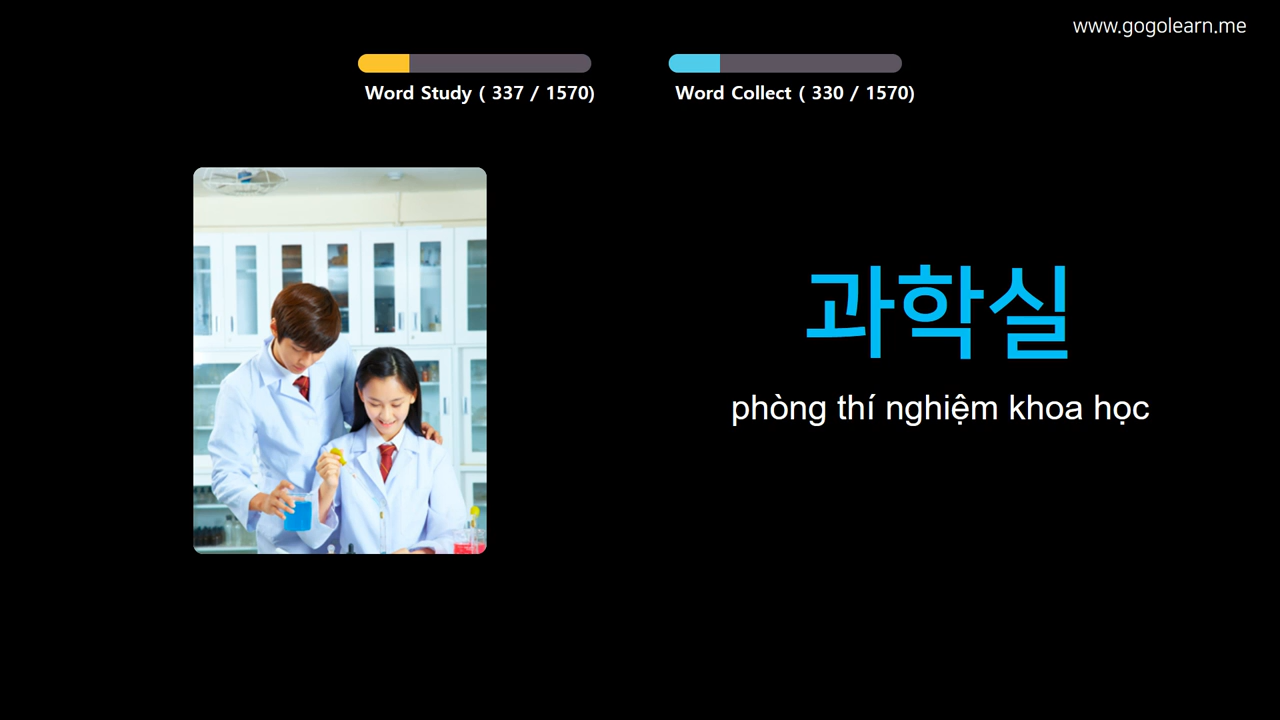 www.gogolearn.me
Word Study ( 337 / 1570)
Word Collect ( 330 / 1570)
과학실
phòng thí nghiệm khoa học